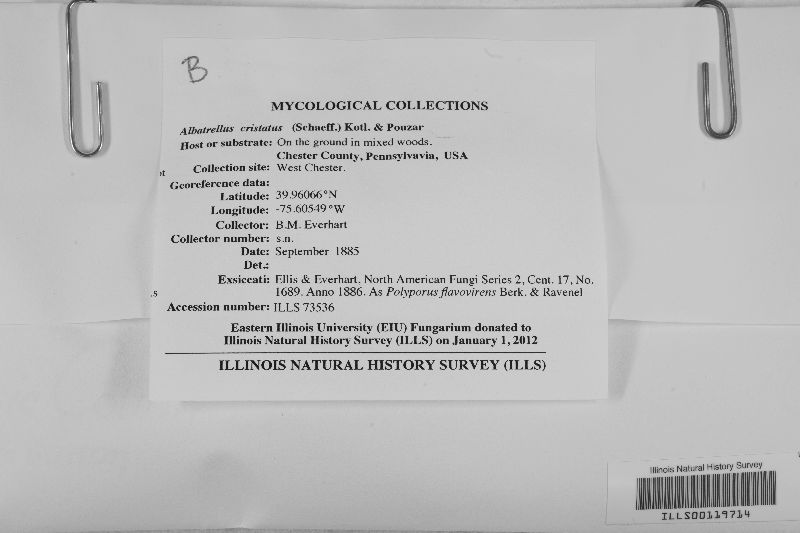 B
MYCOLOGICAL COLLECTIONS
Albatrellus cristatus (Schaeff.) Kotl. & Pouzar
Host or substrate: On the ground in mixed woods.
Chester County, Pennsylvavia, USA
Collection site: West Chester.
Georeference data:
Latitude: 39.96066°N
Longitude: -75.60549°W
Collector: B.M. Everhart
Collector number: s.n.
Date: September 1885
Det.:
Exsiccati: Ellis & Everhart. North American Fungi Series 2, Cent. 17, No.
1689. Anno 1886. As Polyporus flavovirens Berk. & Ravenel
Accession number: ILLS 73536
Eastern Illinois University (EIU) Fungarium donated to
Illinois Natural History Survey (ILLS) on January 1, 2012
ILLINOIS NATURAL HISTORY SURVEY (ILLS)
Illinois Natural History Survey
ILLS00119714